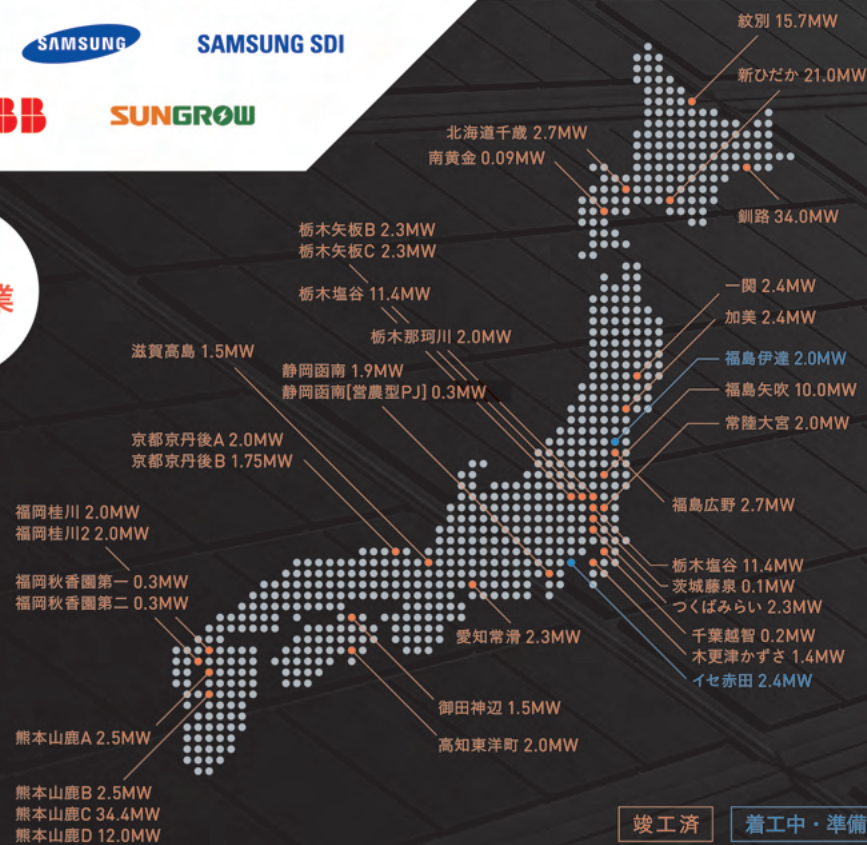 SAMSUNG
SAMSUNG SDI
BB
SUNGROW
業
紋別 15.7MW
新ひだか 21.0MW
北海道千歳 2.7MW
南黄金 0.09MW
釧路 34.0MW
栃木矢板B 2.3MW
栃木矢板C 2.3MW
栃木塩谷 11.4MW
栃木那珂川 2.0MW
滋賀高島 1.5MW
静岡函南 1.9MW
静岡函南[営農型PJ] 0.3MW
京都京丹後A 2.0MW
京都京丹後B 1.75MW
一関 2.4MW
加美 2.4MW
福島伊達 2.0MW
福島矢吹 10.0MW
常陸大宮 2.0MW
福島広野 2.7MW
福岡桂川 2.0MW
福岡桂川2 2.0MW
福岡秋香園第一 0.3MW
福岡秋香園第二 0.3MW
栃木塩谷 11.4MW
茨城藤泉 0.1MW
つくばみらい 2.3MW
千葉越智 0.2MW
木更津かずさ 1.4MW
イセ赤田 2.4MW
愛知常滑 2.3MW
御田神辺 1.5MW
高知東洋町 2.0MW
熊本山鹿A 2.5MW
熊本山鹿B 2.5MW
熊本山鹿C 34.4MW
熊本山鹿D 12.0MW
竣工済
着工中・準備